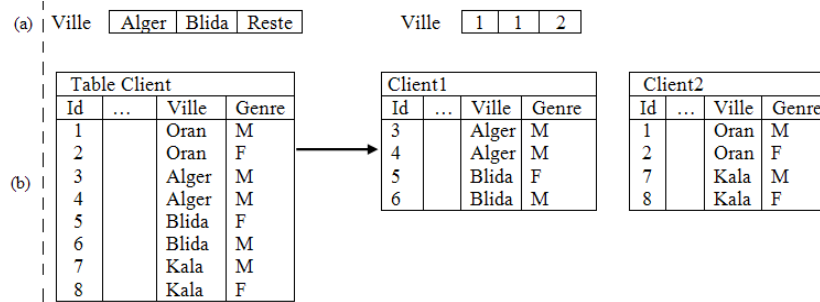 (a) Ville Alger Blida Reste Ville 1 1 2
Table Client Client1 Client2
Id ... Ville Genre Id ... Ville Genre Id ... Ville Genre
1 Oran M 3 Alger M 1 Oran M
2 Oran F 4 Alger M 2 Oran F
3 Alger M 5 Blida F 7 Kala M
(b) 4 Alger M 6 Blida M 8 Kala F
5 Blida F
6 Blida M
7 Kala M
8 Kala F